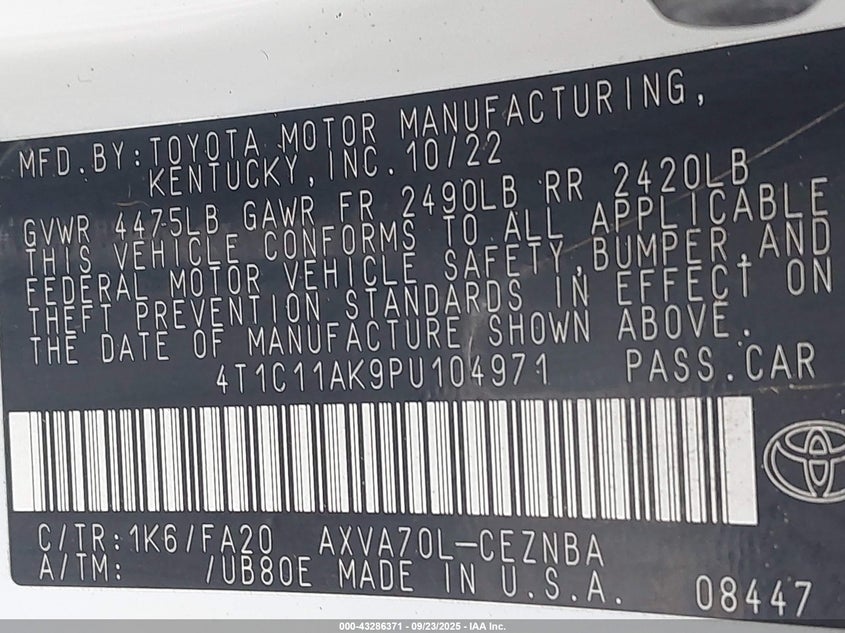 MFD.BY:TOYOTA MOTOR MANUFACTURING,
KENTUCKY,INC.10/22
GVWR 4475LB GAWR FR 2490LB RR 2420LB
THIS VEHICLE CONFORMS TO ALL APPLICABLE
FEDERAL MOTOR VEHICLE SAFETY,BUMPER,AND
THEFT PREVENTION STANDARDS IN EFFECT ON
THE DATE OF MANUFACTURE SHOWN ABOVE.
4T1C11AK9PU104971 PASS.CAR
C/TR:1K6/FA20 AXVA70L-CEZNBA
A/TM: /UB80E MADE IN U.S.A.
08447
000-43286371 - 09/23/2025 - IAA Inc.